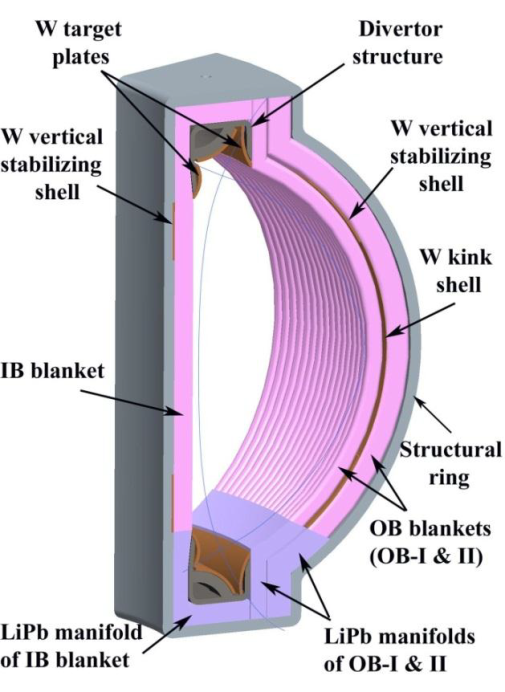 W target
plates
Divertor
structure
W vertical
stabilizing
shell
W vertical
stabilizing
shell
W kink
shell
IB blanket
Structural
ring
OB blankets
(OB-I & II)
LiPb manifold
of IB blanket
LiPb manifolds
of OB-I & II